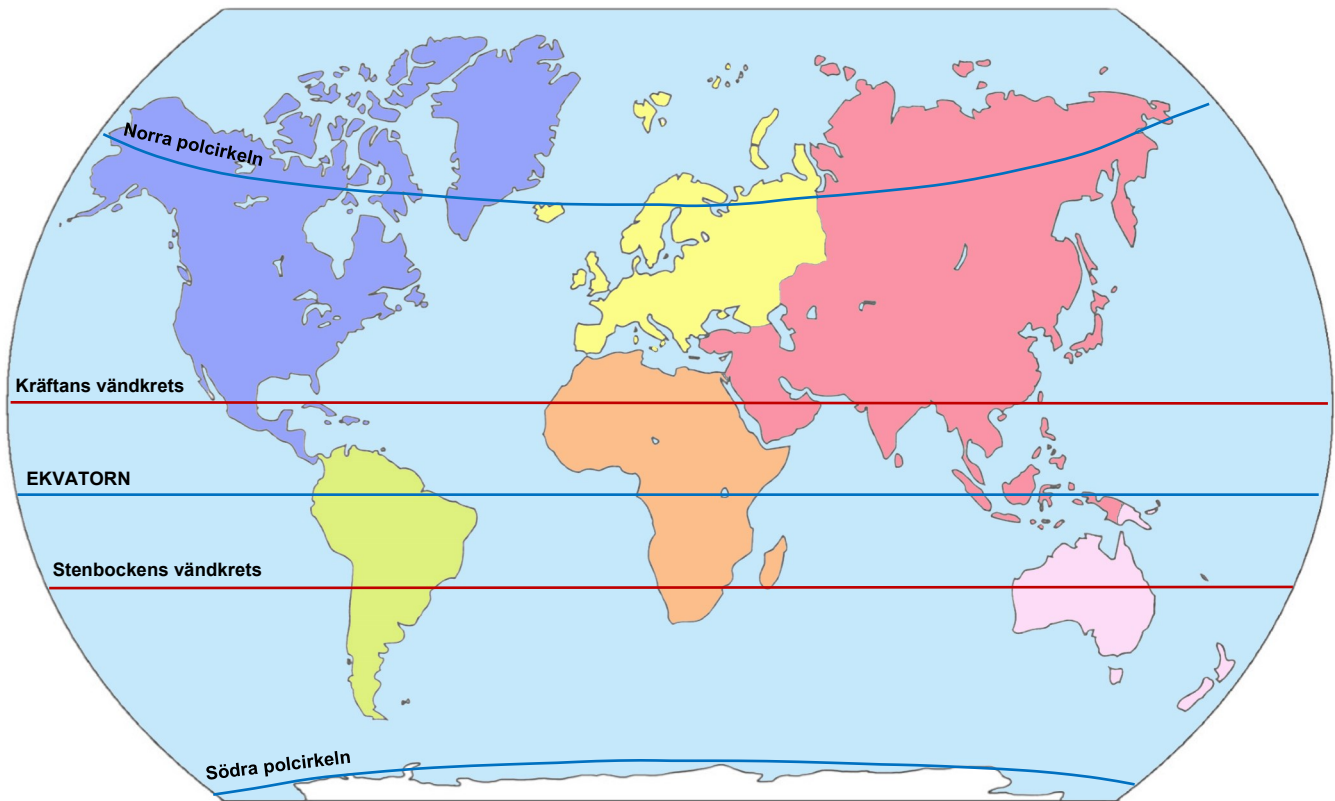 Norra polcirkeln
Kräftans vändkrets
EKVATORN
Stenbockens vändkrets
Södra polcirkeln